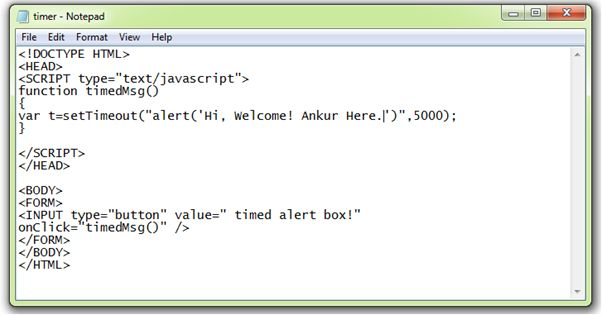 timer - Notepad
File Edit Format View Help
<!DOCTYPE HTML>
<HEAD>
<SCRIPT type="text/javascript">
function timedMsg()
{
var t=setTimeout("alert('Hi, Welcome! Ankur Here.')",5000);
}
</SCRIPT>
</HEAD>
<BODY>
<FORM>
<INPUT type="button" value=" timed alert box!"
onClick="timedMsg()" />
</FORM>
</BODY>
</HTML>